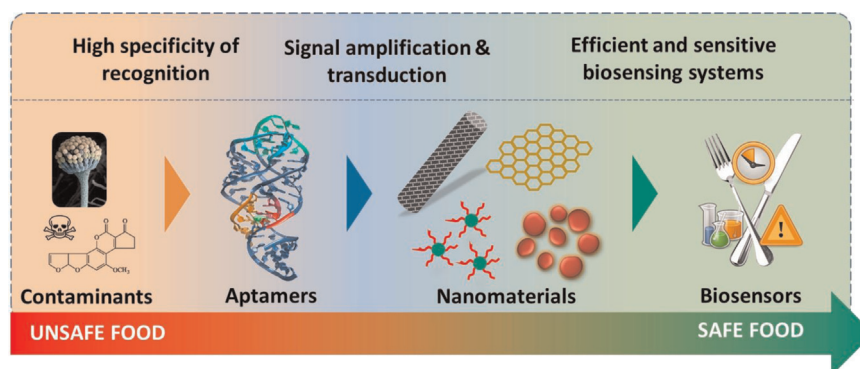 High specificity of
recognition
Signal amplification &
transduction
Efficient and sensitive
biosensing systems
O
O
O
O
O
OCH₃
Contaminants
Aptamers
Nanomaterials
Biosensors
UNSAFE FOOD
SAFE FOOD